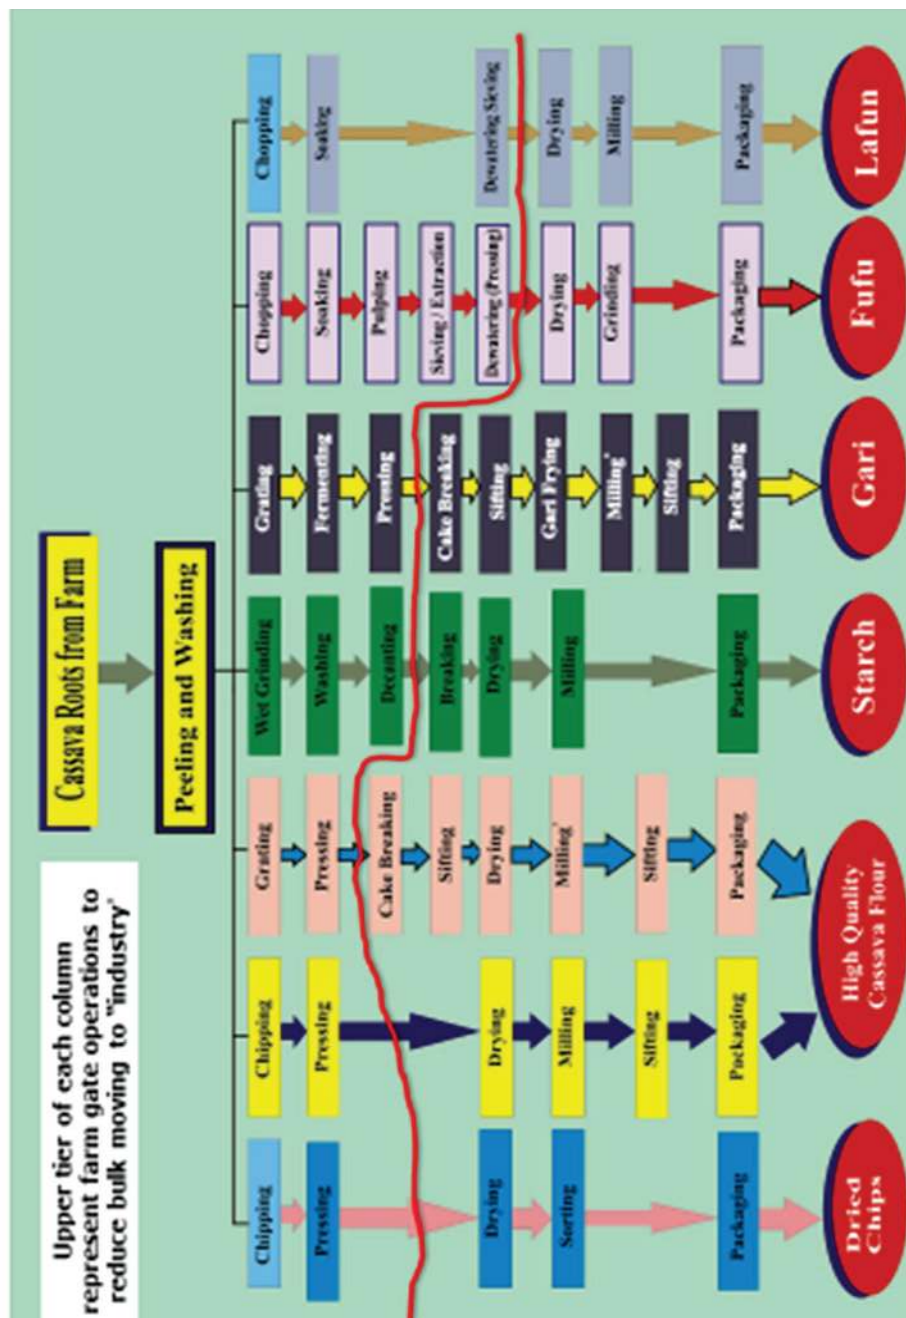 Upper tier of each column
represent farm gate operations to
reduce bulk moving to "industry"
Cassava Roots from Farm
Peeling and Washing
Chipping
Pressing
Drying
Sorting
Packaging
Dried
Chips
Chipping
Pressing
Drying
Milling
Sifting
Packaging
Grating
Pressing
Cake Breaking
Sifting
Drying
Milling*
Sifting
Packaging
High Quality
Cassava Flour
Wet Grinding
Washing
Decanting
Breaking
Drying
Milling
Packaging
Starch
Grating
Fermenting
Pressing
Cake Breaking
Sifting
Gari Frying
Milling*
Sifting
Packaging
Gari
Chopping
Soaking
Pulping
Sieving / Extraction
Dewatering (Pressing)
Drying
Grinding
Packaging
Fufu
Chopping
Soaking
Dewatering Sieving
Drying
Milling
Packaging
Lafun